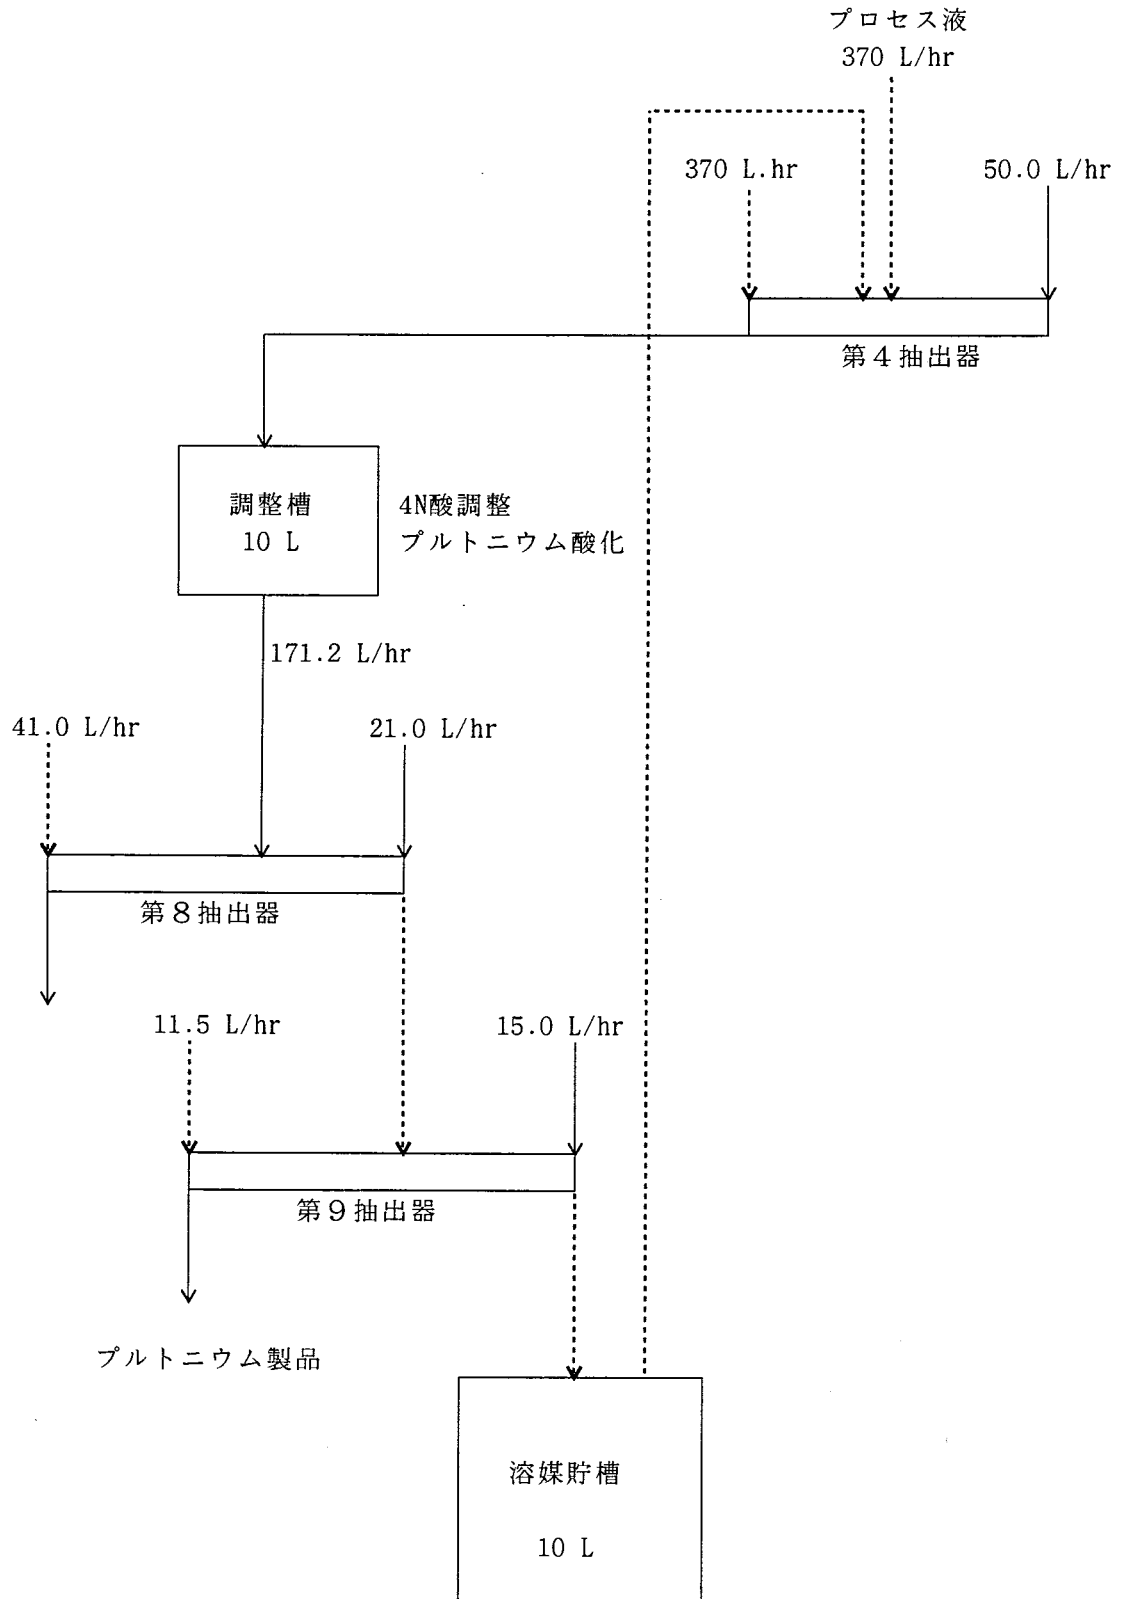 プロセス液
370 L/hr
370 L.hr
50.0 L/hr
第4抽出器
調整槽
10 L
4N酸調整
プルトニウム酸化
171.2 L/hr
41.0 L/hr
21.0 L/hr
第8抽出器
11.5 L/hr
15.0 L/hr
第9抽出器
プルトニウム製品
溶媒貯槽
10 L